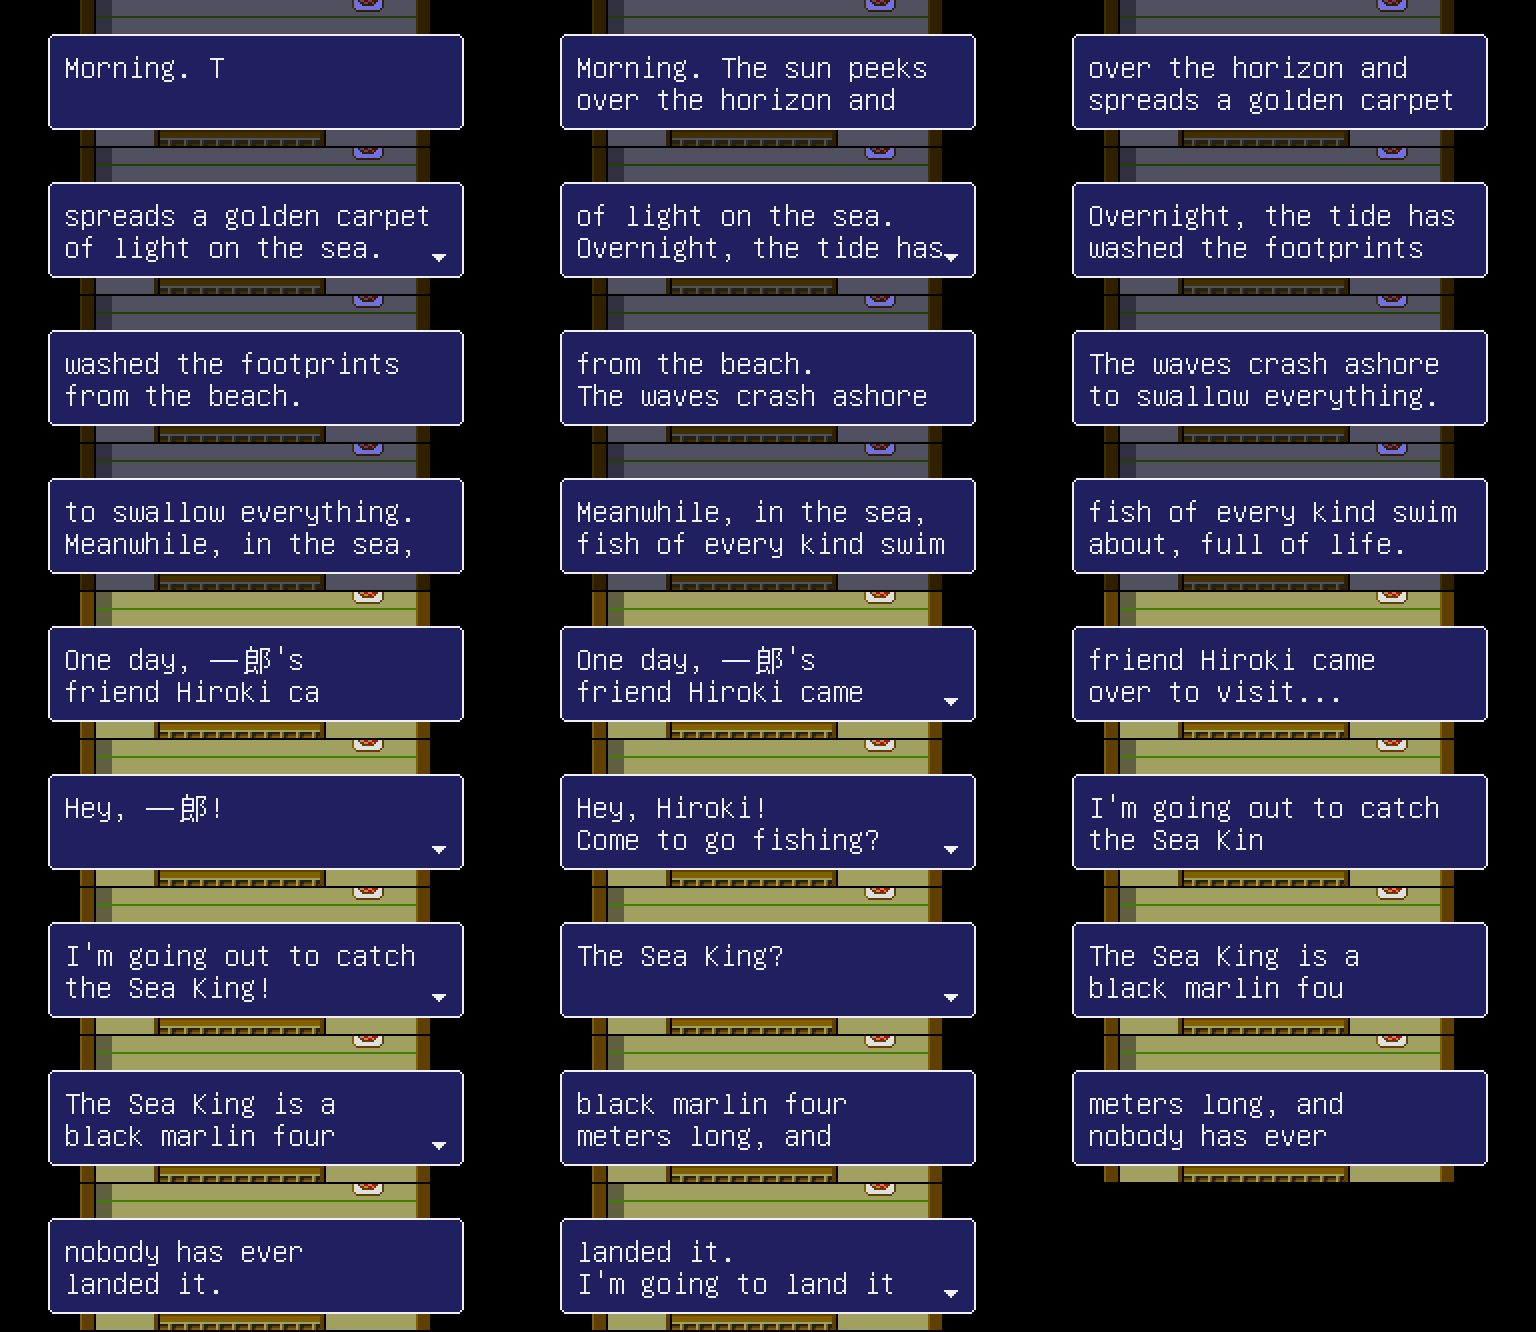 Morning. T
Morning. The sun peeks
over the horizon and
over the horizon and
spreads a golden carpet
spreads a golden carpet
of light on the sea.
of light on the sea.
Overnight, the tide has
Overnight, the tide has
washed the footprints
washed the footprints
from the beach.
from the beach.
The waves crash ashore
The waves crash ashore
to swallow everything.
to swallow everything.
Meanwhile, in the sea,
Meanwhile, in the sea,
fish of every kind swim
fish of every kind swim
about, full of life.
One day, 一郎's
friend Hiroki ca
One day, 一郎's
friend Hiroki came
friend Hiroki came
over to visit...
Hey, 一郎!
Hey, Hiroki!
Come to go fishing?
I'm going out to catch
the Sea Kin
I'm going out to catch
the Sea King!
The Sea King?
The Sea King is a
black marlin fou
The Sea King is a
black marlin four
black marlin four
meters long, and
meters long, and
nobody has ever
nobody has ever
landed it.
landed it.
I'm going to land it